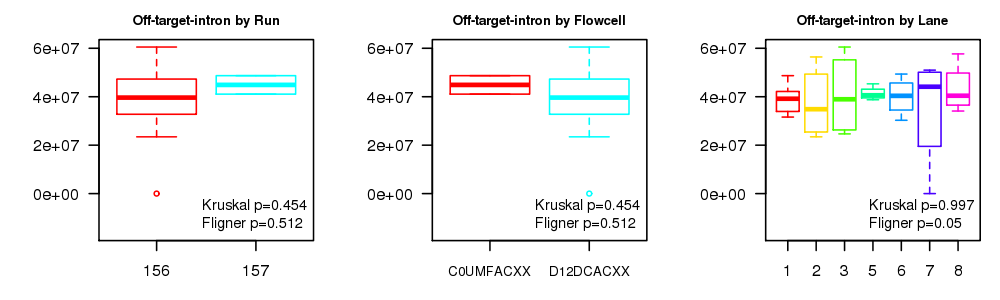 Off-target-intron by Run
6e+07
4e+07
2e+07
0e+00
Kruskal p=0.454
Fligner p=0.512
156 157
Off-target-intron by Flowcell
6e+07
4e+07
2e+07
0e+00
Kruskal p=0.454
Fligner p=0.512
C0UMFACXX D12DCACXX
Off-target-intron by Lane
6e+07
4e+07
2e+07
0e+00
Kruskal p=0.997
Fligner p=0.05
1 2 3 5 6 7 8